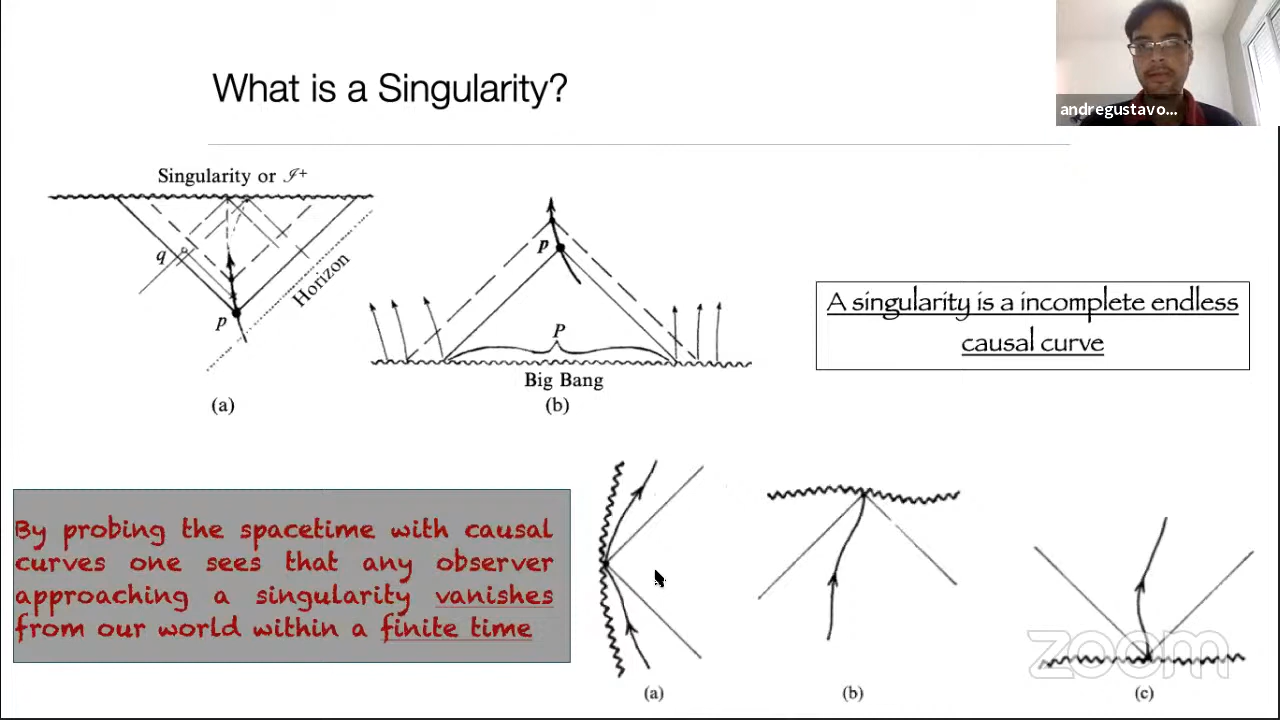 What is a Singularity?
andregustavo...
Singularity or 𝓘⁺
q
p
Horizon
(a)
p
P
Big Bang
(b)
A singularity is a incomplete endless
causal curve
By probing the spacetime with causal
curves one sees that any observer
approaching a singularity vanishes
from our world within a finite time
(a)
(b)
(c)
zoom